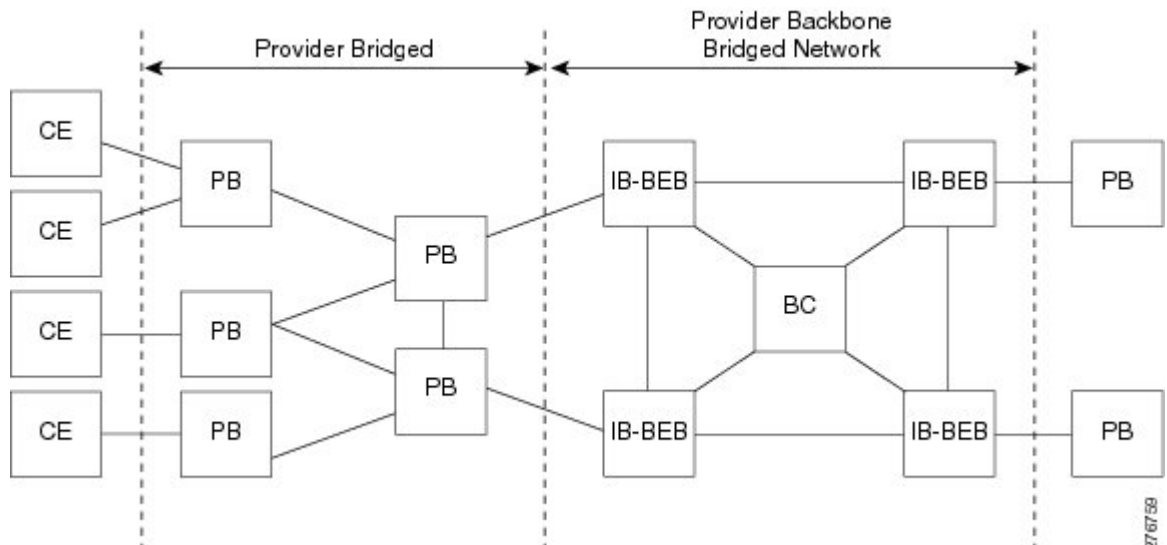 Provider Bridged
Provider Backbone
Bridged Network
CE
CE
CE
CE
PB
PB
PB
PB
PB
IB-BEB
IB-BEB
BC
IB-BEB
IB-BEB
PB
PB
276759